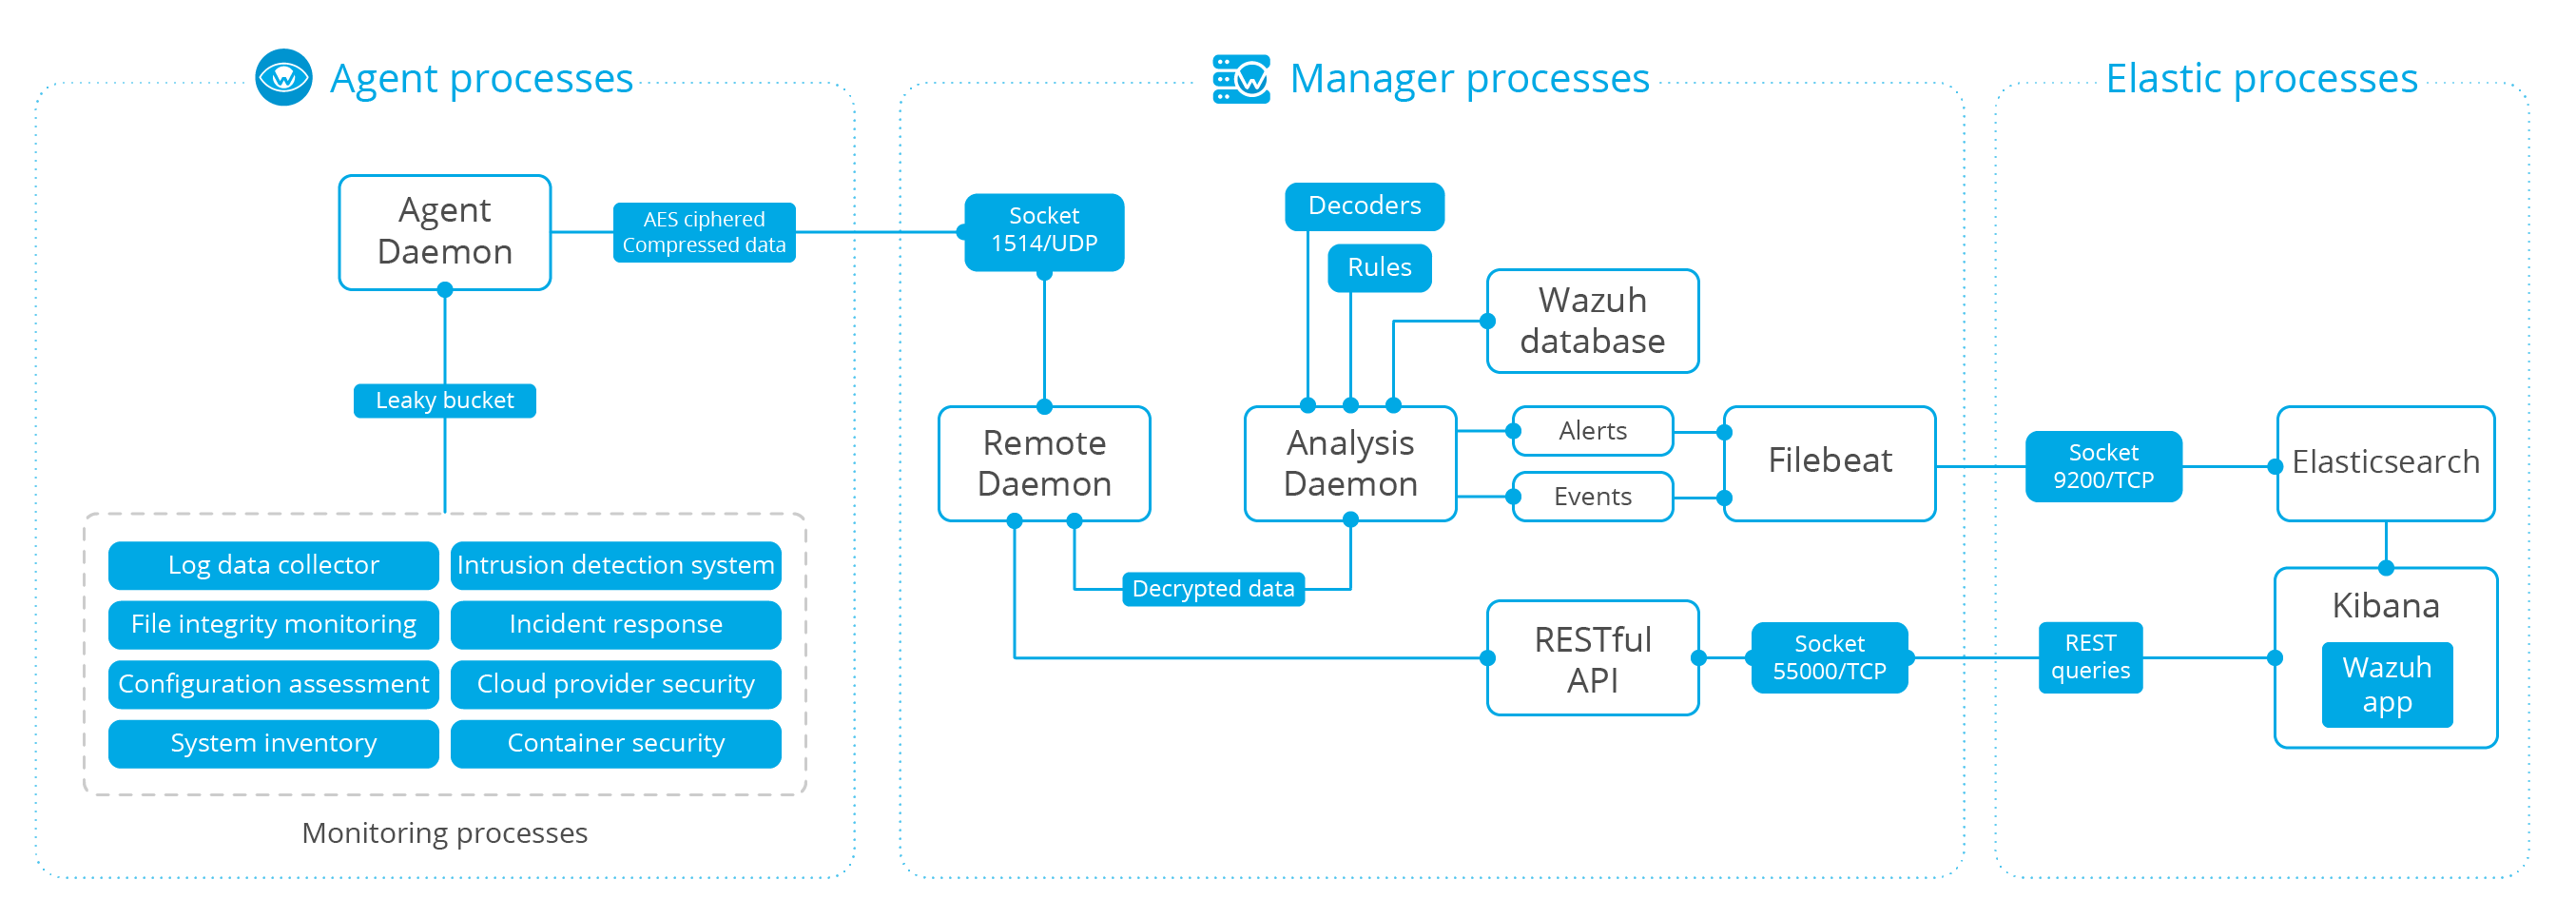 Agent processes
Agent
Daemon
AES ciphered
Compressed data
Leaky bucket
Log data collector
Intrusion detection system
File integrity monitoring
Incident response
Configuration assessment
Cloud provider security
System inventory
Container security
Monitoring processes
Manager processes
Socket
1514/UDP
Decoders
Rules
Wazuh
database
Remote
Daemon
Analysis
Daemon
Alerts
Events
Filebeat
Decrypted data
RESTful
API
Socket
55000/TCP
Elastic processes
Socket
9200/TCP
Elasticsearch
REST
queries
Kibana
Wazuh
app